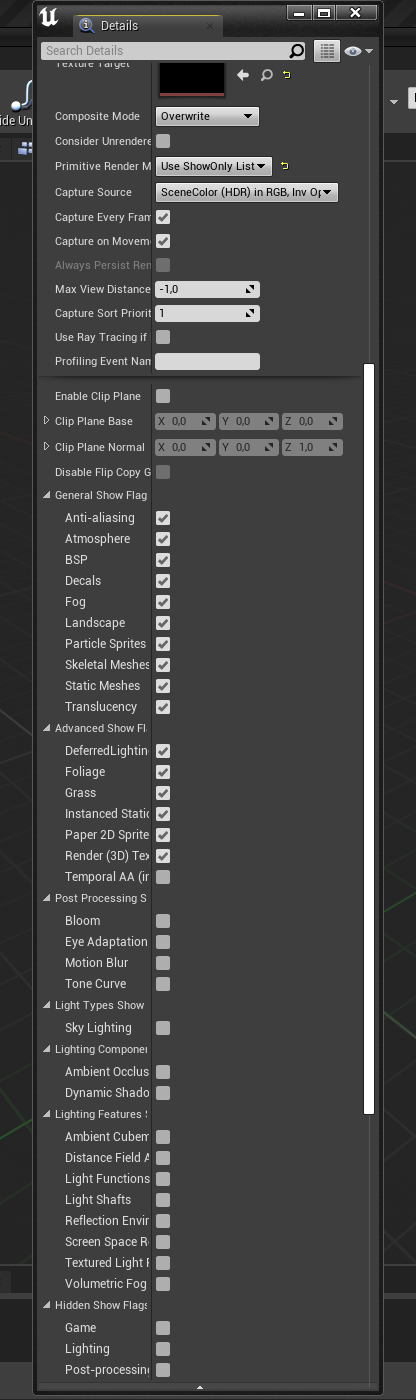 Details
Search Details
Texture Target
Composite Mode Overwrite
Consider Unrendere
Primitive Render M Use ShowOnly List
Capture Source SceneColor (HDR) in RGB, Inv Op
Capture Every Fram
Capture on Movem
Always Persist Ren
Max View Distance -1,0
Capture Sort Priorit 1
Use Ray Tracing if
Profiling Event Nam
Enable Clip Plane
Clip Plane Base X 0,0 Y 0,0 Z 0,0
Clip Plane Normal X 0,0 Y 0,0 Z 1,0
Disable Flip Copy G
General Show Flag
Anti-aliasing
Atmosphere
BSP
Decals
Fog
Landscape
Particle Sprites
Skeletal Meshes
Static Meshes
Translucency
Advanced Show Fl
DeferredLightin
Foliage
Grass
Instanced Static
Paper 2D Sprite
Render (3D) Tex
Temporal AA (in
Post Processing S
Bloom
Eye Adaptation
Motion Blur
Tone Curve
Light Types Show
Sky Lighting
Lighting Componen
Ambient Occlus
Dynamic Shado
Lighting Features S
Ambient Cubem
Distance Field A
Light Functions
Light Shafts
Reflection Envir
Screen Space R
Textured Light P
Volumetric Fog
Hidden Show Flags
Game
Lighting
Post-processing